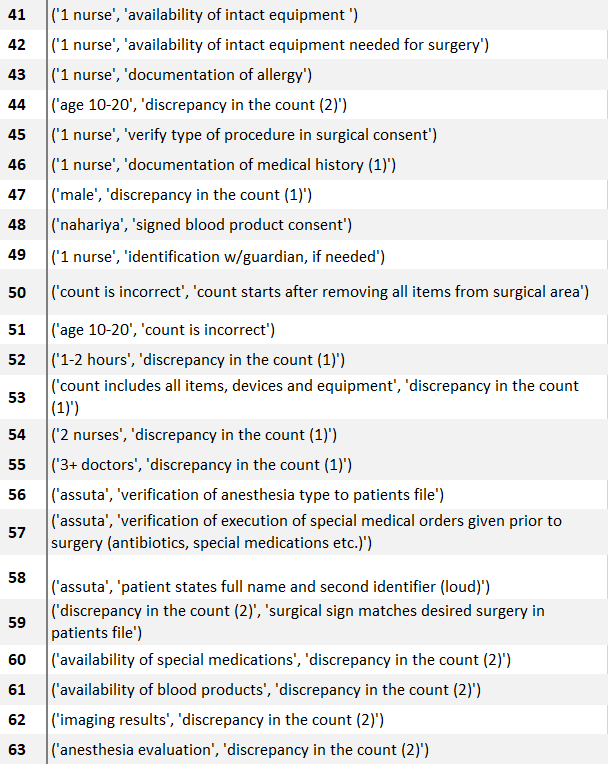 41 ('1 nurse', 'availability of intact equipment ')
42 ('1 nurse', 'availability of intact equipment needed for surgery')
43 ('1 nurse', 'documentation of allergy')
44 ('age 10-20', 'discrepancy in the count (2)')
45 ('1 nurse', 'verify type of procedure in surgical consent')
46 ('1 nurse', 'documentation of medical history (1)')
47 ('male', 'discrepancy in the count (1)')
48 ('nahariya', 'signed blood product consent')
49 ('1 nurse', 'identification w/guardian, if needed')
50 ('count is incorrect', 'count starts after removing all items from surgical area')
51 ('age 10-20', 'count is incorrect')
52 ('1-2 hours', 'discrepancy in the count (1)')
53 ('count includes all items, devices and equipment', 'discrepancy in the count
(1)')
54 ('2 nurses', 'discrepancy in the count (1)')
55 ('3+ doctors', 'discrepancy in the count (1)')
56 ('assuta', 'verification of anesthesia type to patients file')
57 ('assuta', 'verification of execution of special medical orders given prior to
surgery (antibiotics, special medications etc.)')
58 ('assuta', 'patient states full name and second identifier (loud)')
59 ('discrepancy in the count (2)', 'surgical sign matches desired surgery in
patients file')
60 ('availability of special medications', 'discrepancy in the count (2)')
61 ('availability of blood products', 'discrepancy in the count (2)')
62 ('imaging results', 'discrepancy in the count (2)')
63 ('anesthesia evaluation', 'discrepancy in the count (2)')